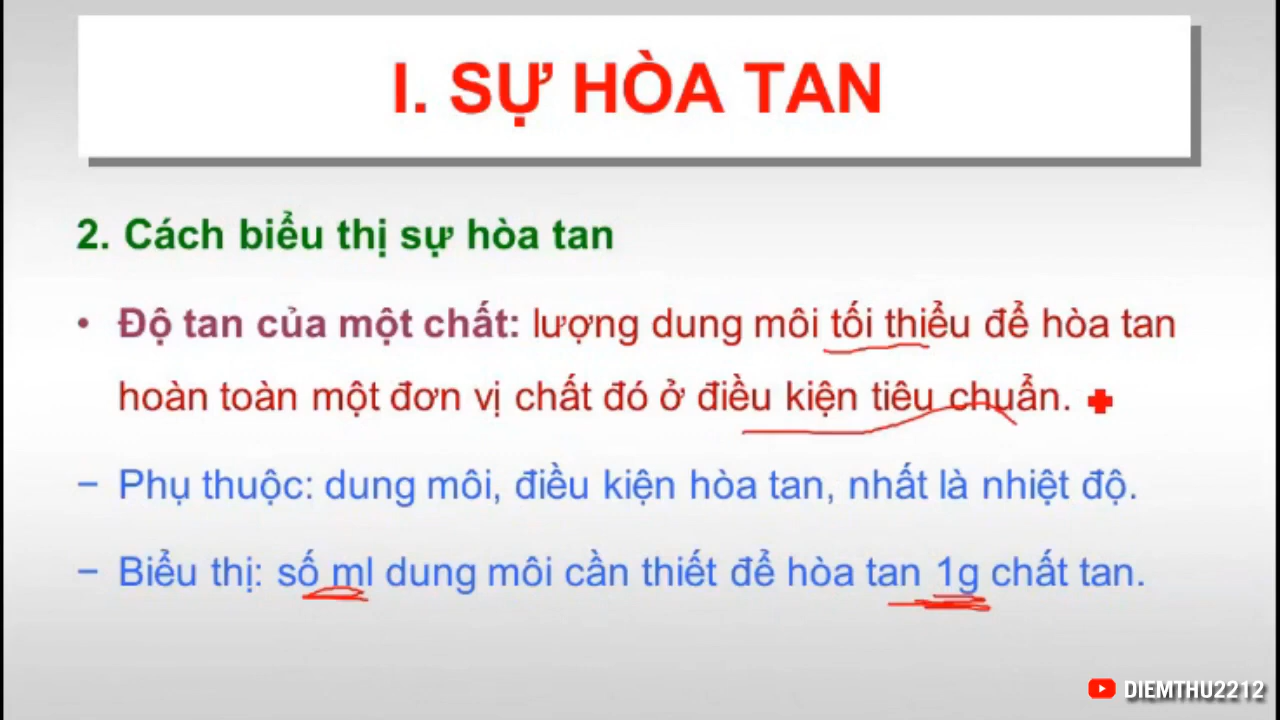 I. SỰ HÒA TAN
2. Cách biểu thị sự hòa tan
• Độ tan của một chất: lượng dung môi tối thiểu để hòa tan
hoàn toàn một đơn vị chất đó ở điều kiện tiêu chuẩn.
– Phụ thuộc: dung môi, điều kiện hòa tan, nhất là nhiệt độ.
– Biểu thị: số ml dung môi cần thiết để hòa tan 1g chất tan.
DIEMTHU2212